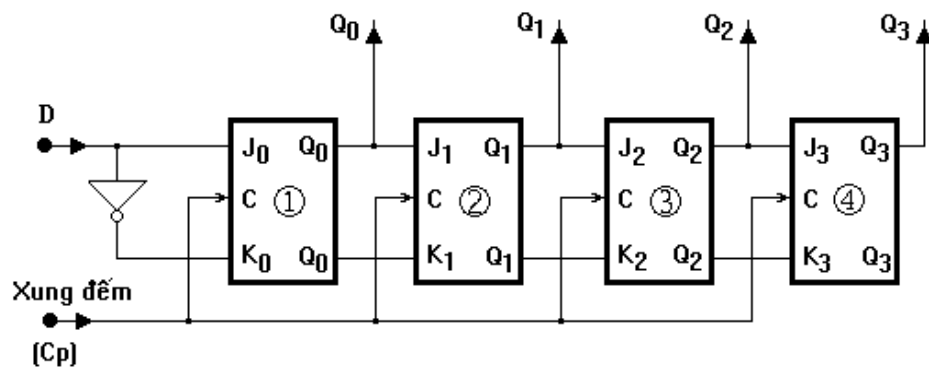 Q0 Q1 Q2 Q3
D
J0 Q0 J1 Q1 J2 Q2 J3 Q3
C ① C ② C ③ C ④
K0 Q0 K1 Q1 K2 Q2 K3 Q3
Xung đếm
(Cp)